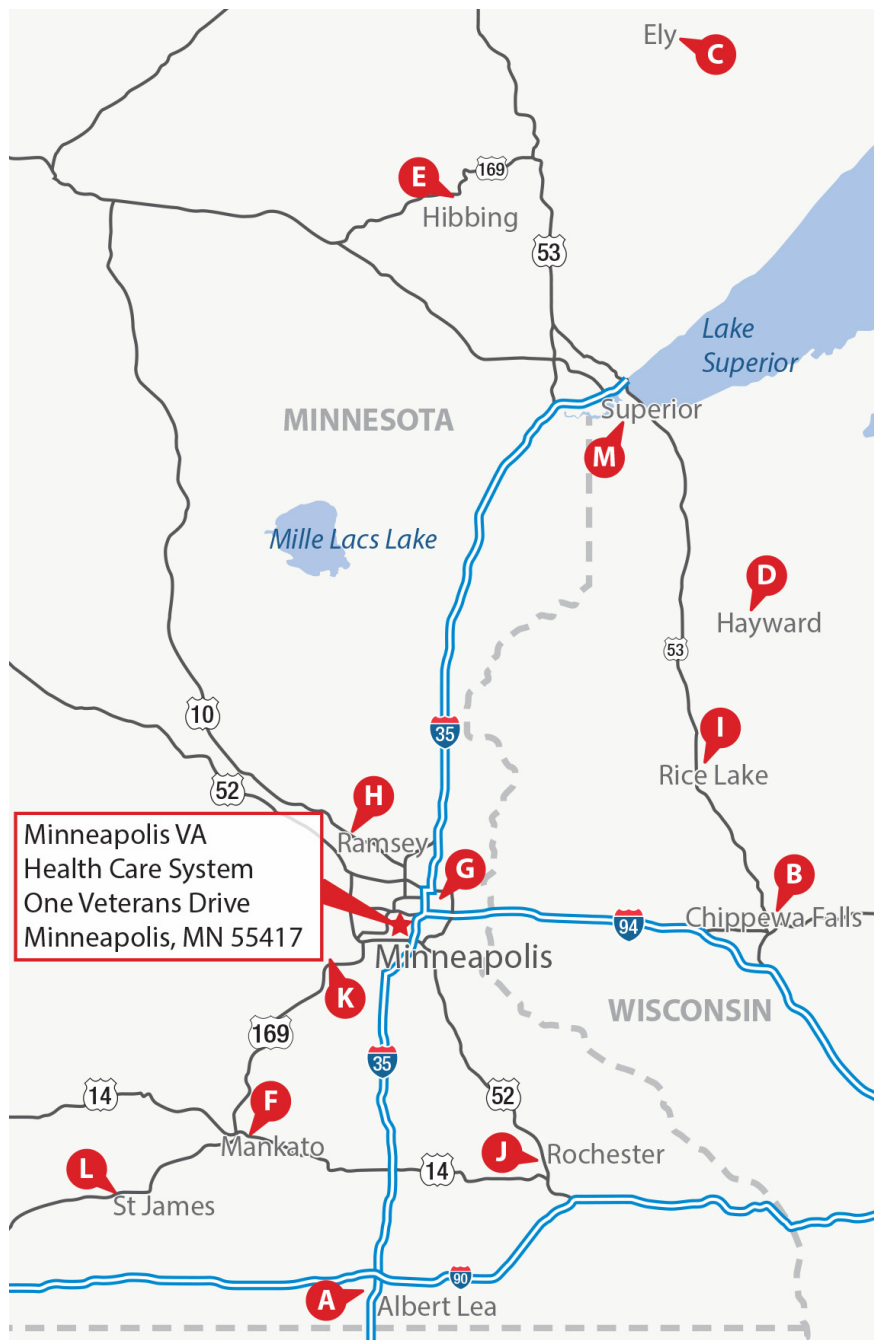 Ely
C
E
169
Hibbing
53
Lake
Superior
MINNESOTA
Superior
M
Mille Lacs Lake
D
Hayward
53
10
35
I
Rice Lake
52
H
Ramsey
Minneapolis VA
Health Care System
One Veterans Drive
Minneapolis, MN 55417
G
B
Chippewa Falls
94
Minneapolis
K
WISCONSIN
169
35
14
52
F
Mankato
J
Rochester
L
14
St James
90
A
Albert Lea